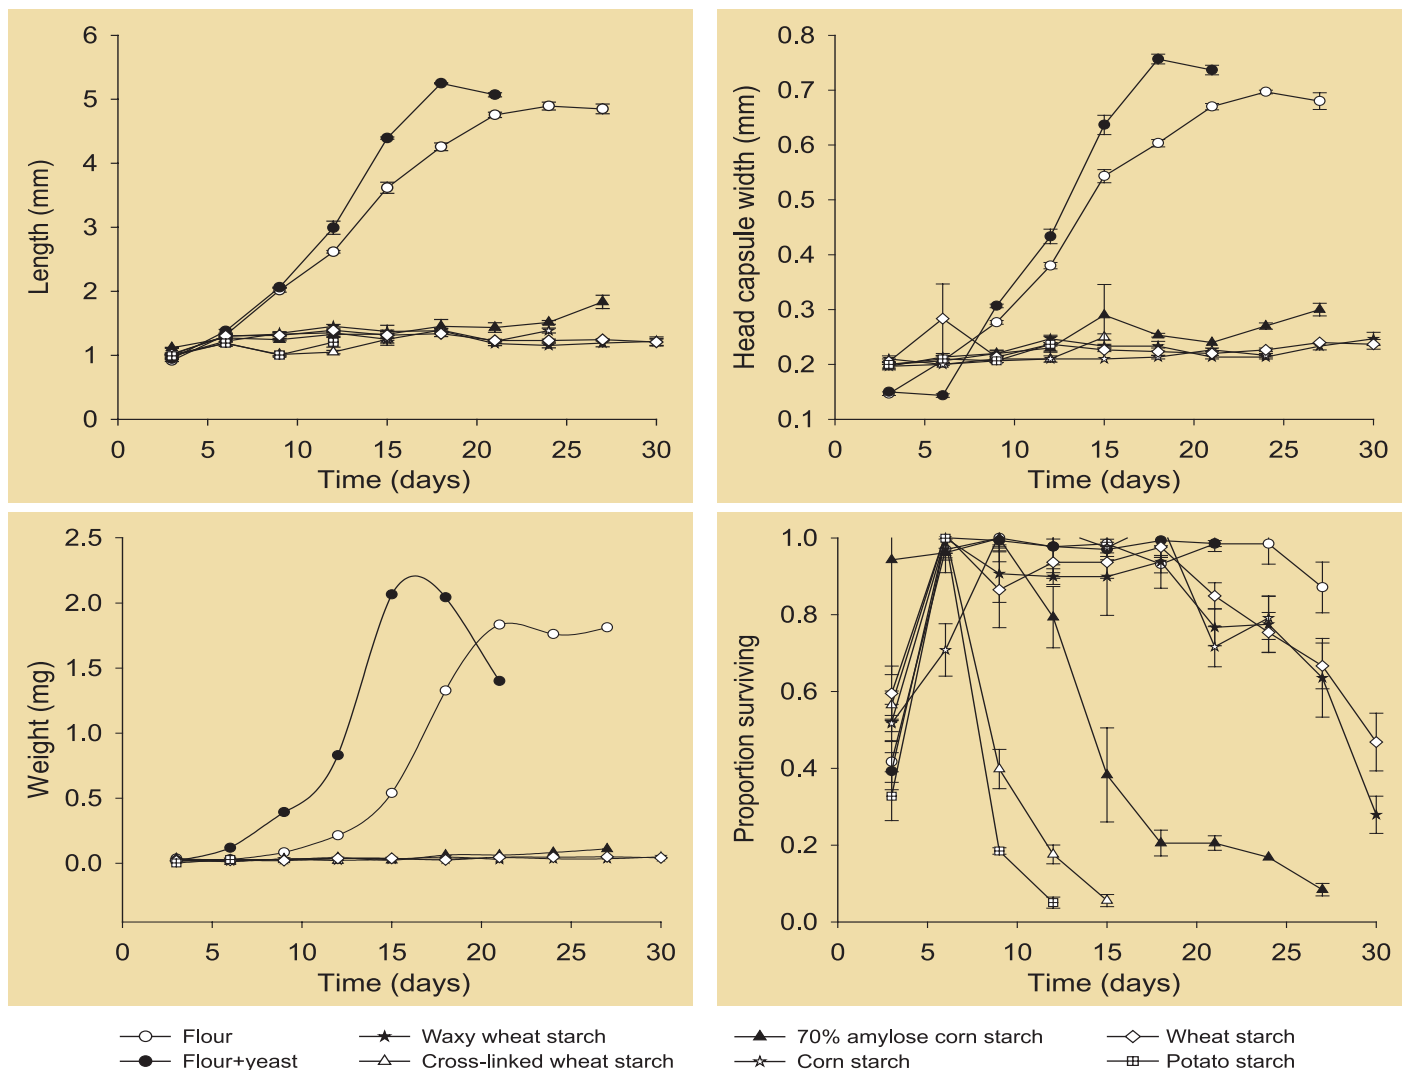 6
5
4
3
2
1
0
Length (mm)
0 5 10 15 20 25 30
Time (days)
0.8
0.7
0.6
0.5
0.4
0.3
0.2
0.1
Head capsule width (mm)
0 5 10 15 20 25 30
Time (days)
2.5
2.0
1.5
1.0
0.5
0.0
Weight (mg)
0 5 10 15 20 25 30
Time (days)
1.0
0.8
0.6
0.4
0.2
0.0
Proportion surviving
0 5 10 15 20 25 30
Time (days)
Flour Waxy wheat starch 70% amylose corn starch Wheat starch
Flour+yeast Cross-linked wheat starch Corn starch Potato starch